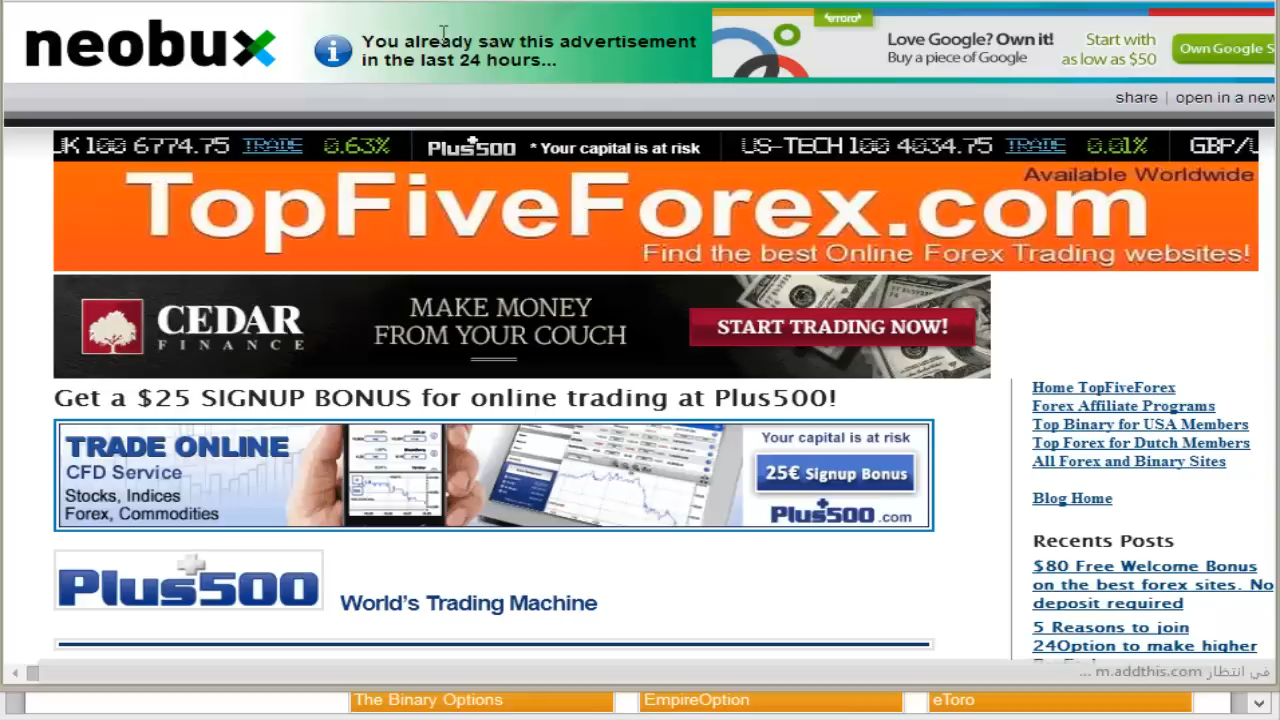 neobux
You already saw this advertisement
in the last 24 hours...
eToro
Love Google? Own it!
Buy a piece of Google
Start with
as low as $50
Own Google S
share | open in a new
UK 100 6774.75 TRADE 0.63% Plus500 * Your capital is at risk US-TECH 100 4034.75 TRADE 0.01% GBP/U
Available Worldwide
TopFiveForex.com
Find the best Online Forex Trading websites!
CEDAR
FINANCE
MAKE MONEY
FROM YOUR COUCH
START TRADING NOW!
Get a $25 SIGNUP BONUS for online trading at Plus500!
TRADE ONLINE
CFD Service
Stocks, Indices
Forex, Commodities
Your capital is at risk
25€ Signup Bonus
Plus500.com
Plus500
World's Trading Machine
Home TopFiveForex
Forex Affiliate Programs
Top Binary for USA Members
Top Forex for Dutch Members
All Forex and Binary Sites
Blog Home
Recents Posts
$80 Free Welcome Bonus
on the best forex sites. No
deposit required
5 Reasons to join
24Option to make higher
في انتظار m.addthis.com ...
The Binary Options
EmpireOption
eToro